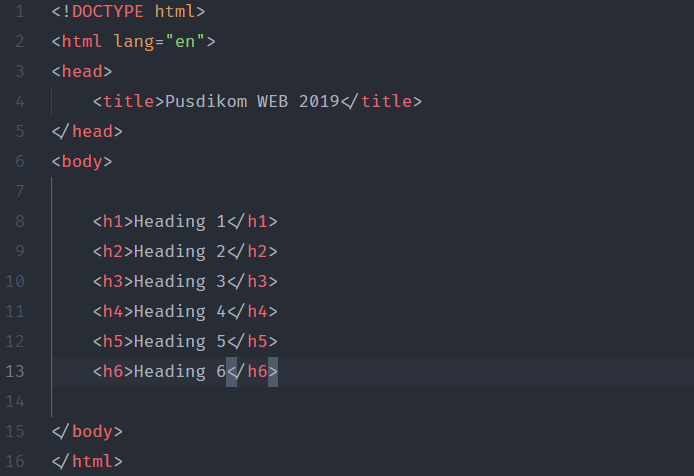 1 <!DOCTYPE html>
2 <html lang="en">
3 <head>
4     <title>Pusdikom WEB 2019</title>
5 </head>
6 <body>
7
8     <h1>Heading 1</h1>
9     <h2>Heading 2</h2>
10     <h3>Heading 3</h3>
11     <h4>Heading 4</h4>
12     <h5>Heading 5</h5>
13     <h6>Heading 6</h6>
14
15 </body>
16 </html>